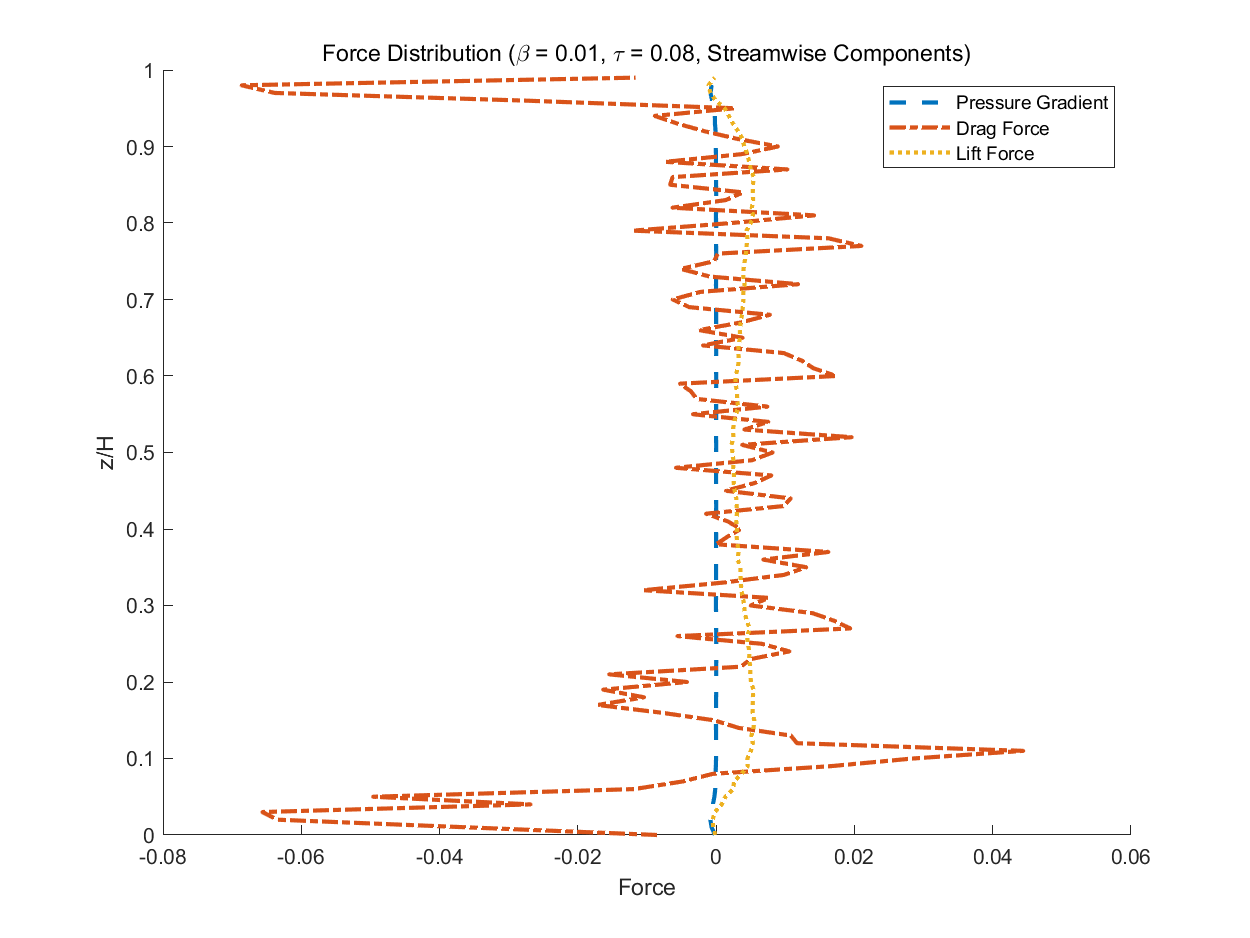 Force Distribution (β = 0.01, τ = 0.08, Streamwise Components)
Pressure Gradient
Drag Force
Lift Force
1
0.9
0.8
0.7
0.6
0.5
0.4
0.3
0.2
0.1
0
z/H
-0.08 -0.06 -0.04 -0.02 0 0.02 0.04 0.06
Force